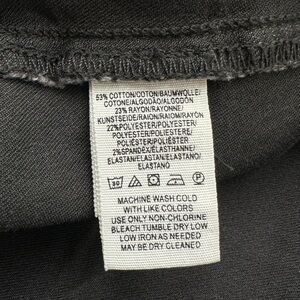 53% COTTON/COTON/BAUMWOLLE/
COTONE/ALGODÃO/ALGODÓN
23% RAYON/RAYONNE/
KUNSTSEIDE/RAION/RAIOM/RAYÓN
22% POLYESTER/POLYESTER/
POLYESTER/POLIESTERE/
POLIÉSTER/POLIÉSTER
2% SPANDEX/ÉLASTHANNE/
ELASTAN/ELASTAN/ELASTANO/
ELASTANO
30
P
MACHINE WASH COLD
WITH LIKE COLORS
USE ONLY NON-CHLORINE
BLEACH TUMBLE DRY LOW
LOW IRON AS NEEDED
MAY BE DRY CLEANED